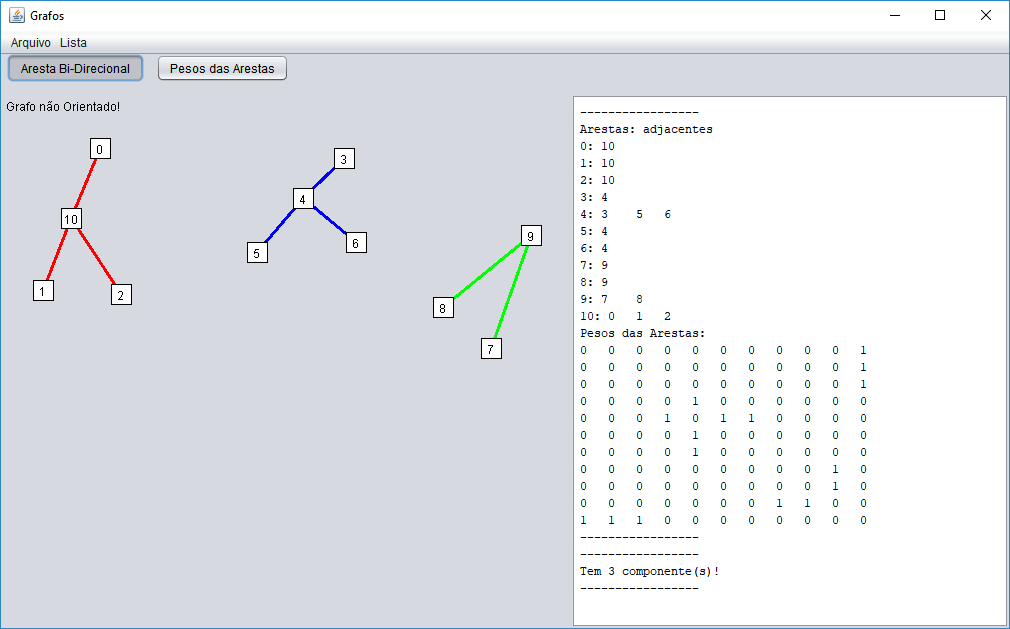 Grafos
Arquivo Lista
Aresta Bi-Direcional Pesos das Arestas
Grafo não Orientado!
0
10
1
2
3
4
5
6
9
8
7
-----------------
Arestas: adjacentes
0: 10
1: 10
2: 10
3: 4
4: 3 5 6
5: 4
6: 4
7: 9
8: 9
9: 7 8
10: 0 1 2
Pesos das Arestas:
0 0 0 0 0 0 0 0 0 0 1
0 0 0 0 0 0 0 0 0 0 1
0 0 0 0 0 0 0 0 0 0 1
0 0 0 0 1 0 0 0 0 0 0
0 0 0 1 0 1 1 0 0 0 0
0 0 0 0 1 0 0 0 0 0 0
0 0 0 0 1 0 0 0 0 0 0
0 0 0 0 0 0 0 0 0 1 0
0 0 0 0 0 0 0 0 0 1 0
0 0 0 0 0 0 0 1 1 0 0
1 1 1 0 0 0 0 0 0 0 0
-----------------
-----------------
Tem 3 componente(s)!
-----------------